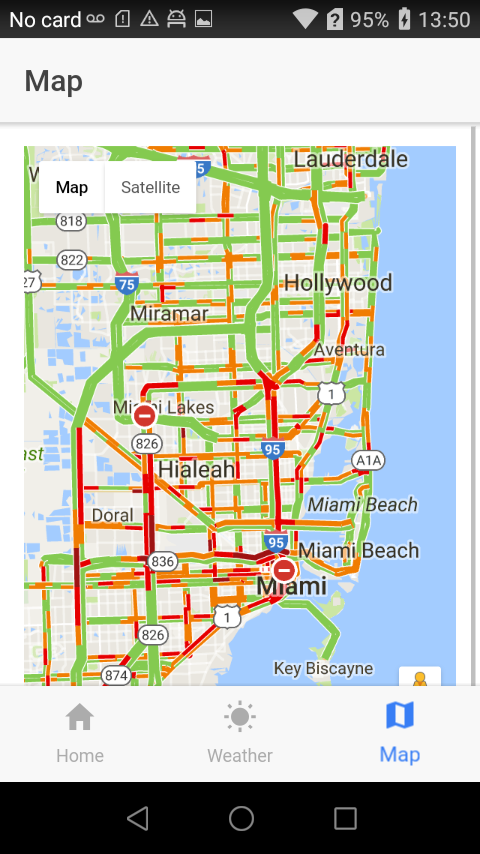 No card 95% 13:50
Map
Lauderdale
Map Satellite
818
822
27
75
Hollywood
Miramar
Aventura
1
Miami Lakes
826
95
A1A
Hialeah
Miami Beach
Doral
95
Miami Beach
836
Miami
1
826
Key Biscayne
874
Home Weather Map